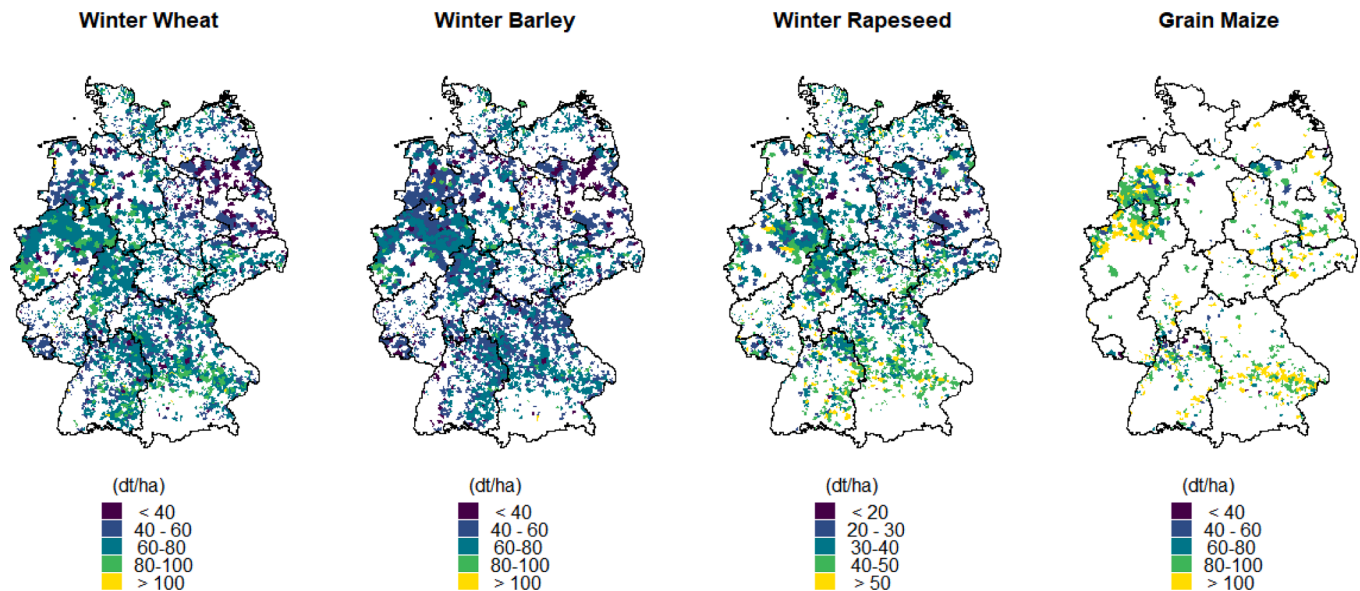 Winter Wheat
Winter Barley
Winter Rapeseed
Grain Maize
(dt/ha)
< 40
40 - 60
60-80
80-100
> 100
(dt/ha)
< 40
40 - 60
60-80
80-100
> 100
(dt/ha)
< 20
20 - 30
30-40
40-50
> 50
(dt/ha)
< 40
40 - 60
60-80
80-100
> 100